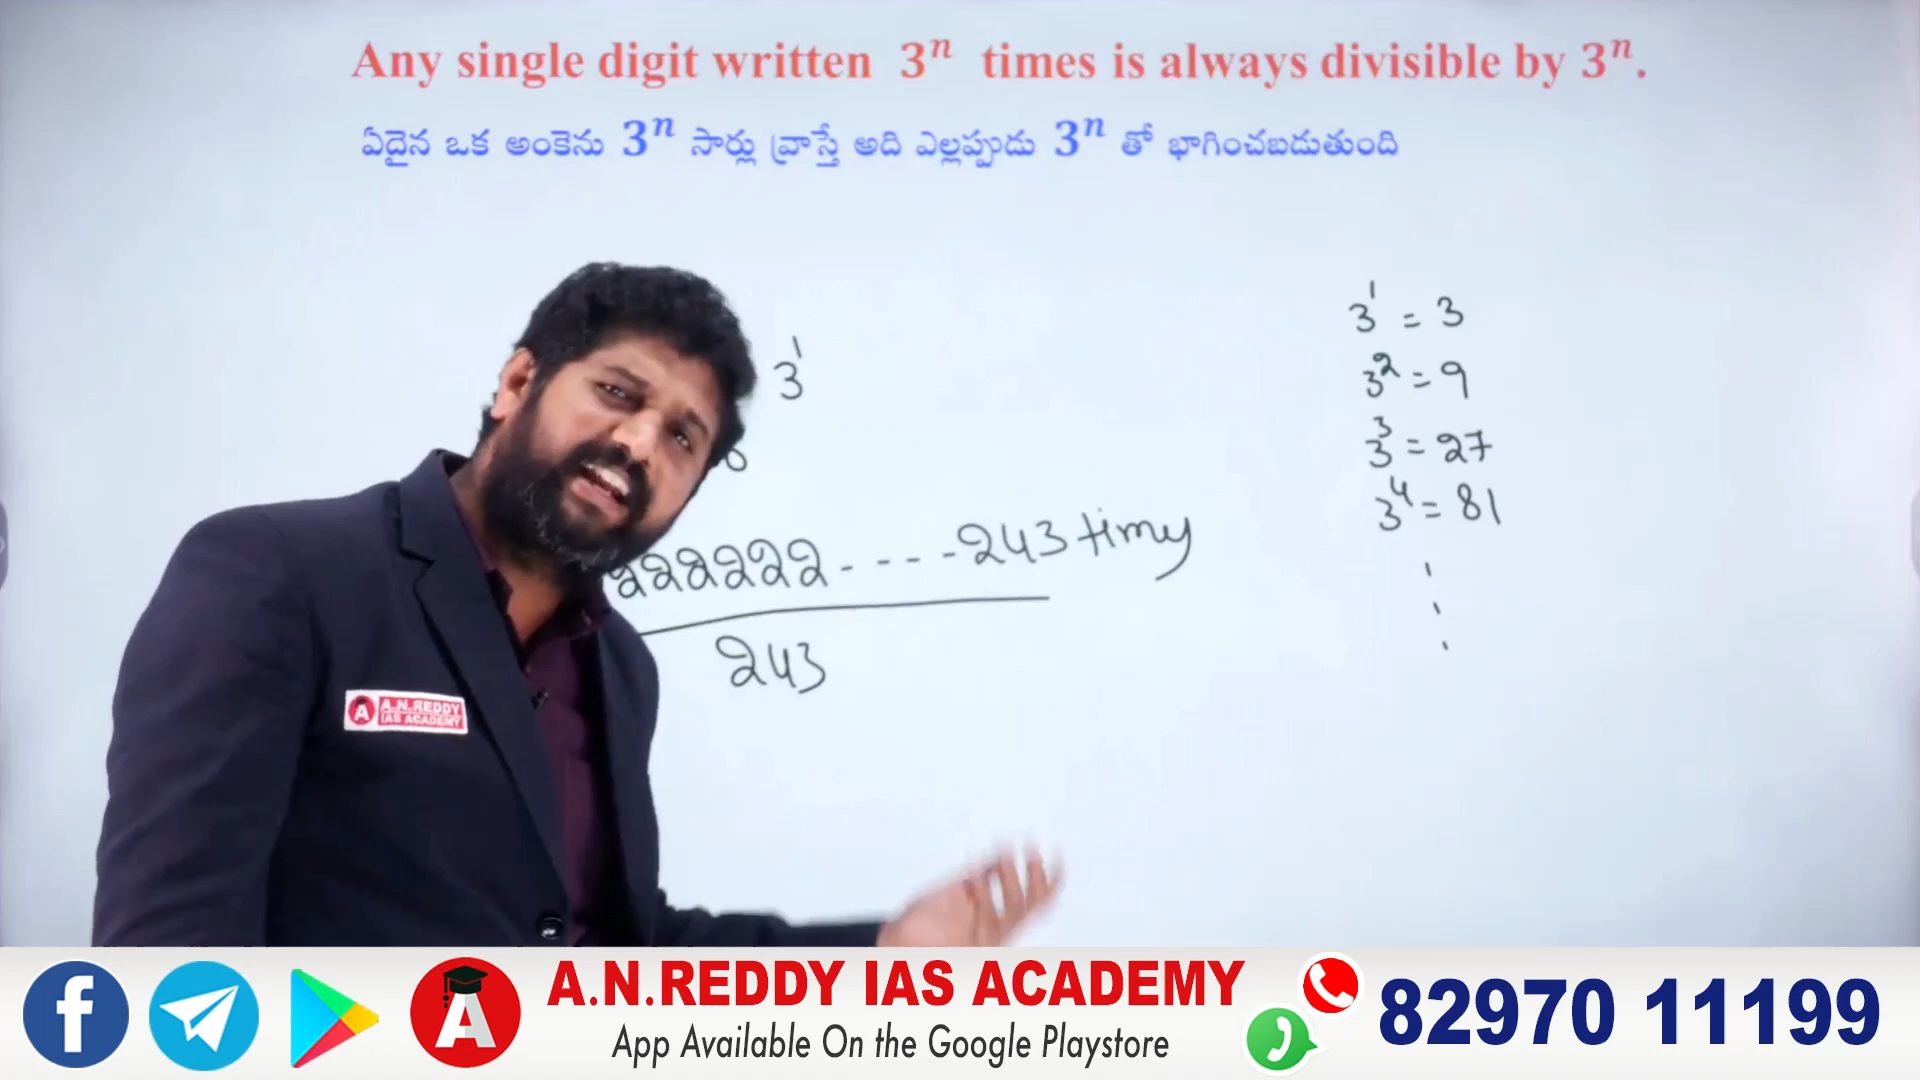 Any single digit written 3ⁿ times is always divisible by 3ⁿ.
ఏదైన ఒక అంకెను 3ⁿ సార్లు వ్రాస్తే అది ఎల్లప్పుడు 3ⁿ తో భాగించబడుతుంది
3¹
222222 - - - - 243 timy
243
3¹ = 3
3² = 9
3³ = 27
3⁴ = 81
A.N.REDDY
IAS ACADEMY
A.N.REDDY IAS ACADEMY
App Available On the Google Playstore
82970 11199